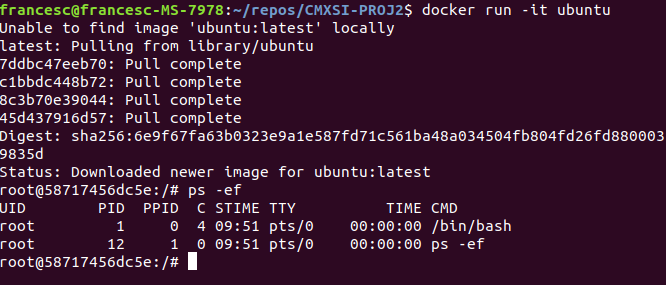 francesc@francesc-MS-7978:~/repos/CMXSI-PROJ2$ docker run -it ubuntu
Unable to find image 'ubuntu:latest' locally
latest: Pulling from library/ubuntu
7ddbc47eeb70: Pull complete
c1bbdc448b72: Pull complete
8c3b70e39044: Pull complete
45d437916d57: Pull complete
Digest: sha256:6e9f67fa63b0323e9a1e587fd71c561ba48a034504fb804fd26fd880003
9835d
Status: Downloaded newer image for ubuntu:latest
root@58717456dc5e:/# ps -ef
UID        PID  PPID  C STIME TTY          TIME CMD
root         1     0  4 09:51 pts/0    00:00:00 /bin/bash
root        12     1  0 09:51 pts/0    00:00:00 ps -ef
root@58717456dc5e:/#